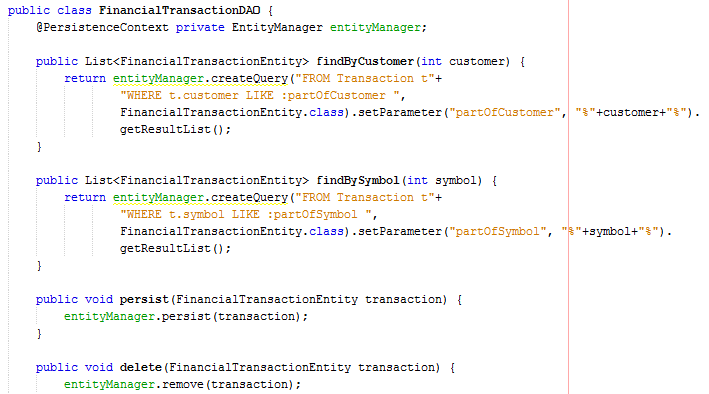 public class FinancialTransactionDAO {
@PersistenceContext private EntityManager entityManager;
public List<FinancialTransactionEntity> findByCustomer(int customer) {
return entityManager.createQuery("FROM Transaction t"+
"WHERE t.customer LIKE :partOfCustomer ",
FinancialTransactionEntity.class).setParameter("partOfCustomer", "%"+customer+"%").
getResultList();
}
public List<FinancialTransactionEntity> findBySymbol(int symbol) {
return entityManager.createQuery("FROM Transaction t"+
"WHERE t.symbol LIKE :partOfSymbol ",
FinancialTransactionEntity.class).setParameter("partOfSymbol", "%"+symbol+"%").
getResultList();
}
public void persist(FinancialTransactionEntity transaction) {
entityManager.persist(transaction);
}
public void delete(FinancialTransactionEntity transaction) {
entityManager.remove(transaction);